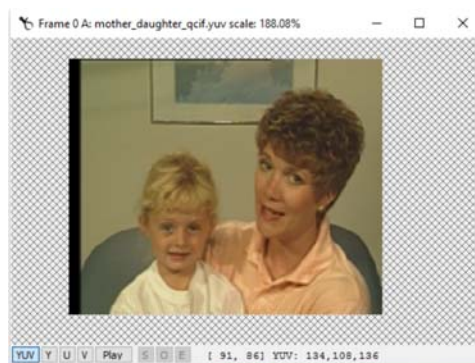 Frame 0 A: mother_daughter_qcif.yuv scale: 188.08%
YUV Y U V Play S O E [ 91, 86] YUV: 134,108,136